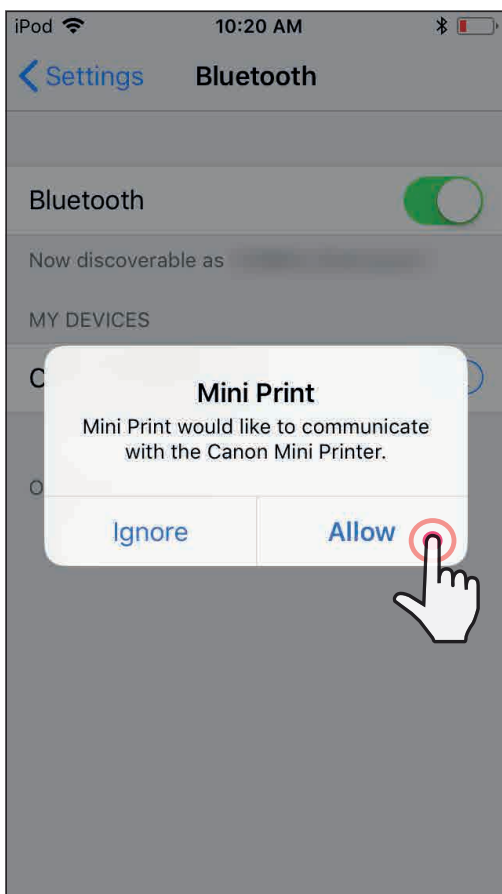 iPod 10:20 AM
Settings Bluetooth
Bluetooth
Now discoverable as
MY DEVICES
C
Mini Print
Mini Print would like to communicate
with the Canon Mini Printer.
O
Ignore Allow